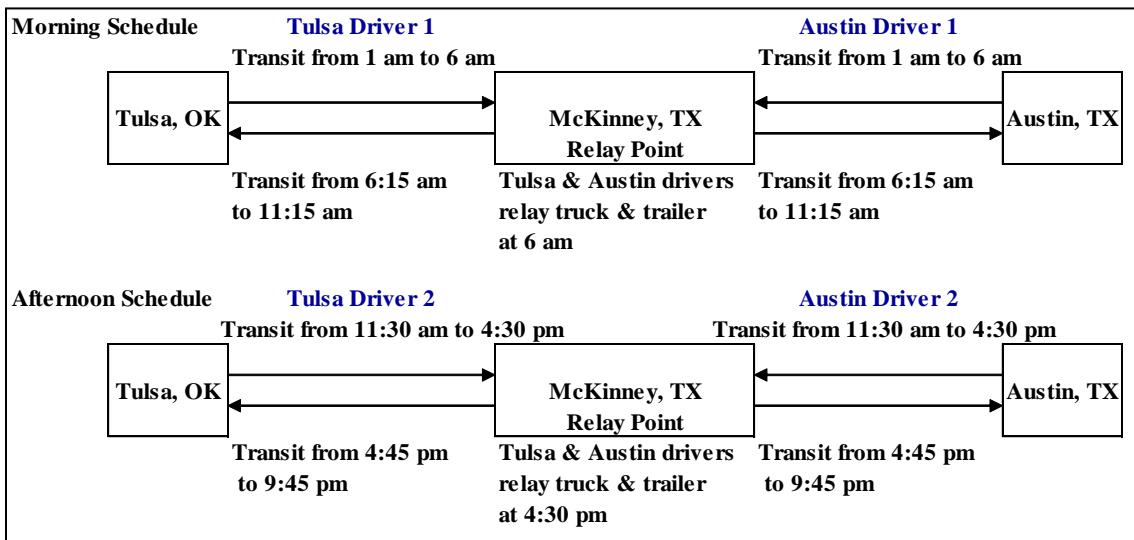 Morning Schedule Tulsa Driver 1 Austin Driver 1
Transit from 1 am to 6 am Transit from 1 am to 6 am
Tulsa, OK McKinney, TX Austin, TX
Relay Point
Transit from 6:15 am Tulsa & Austin drivers Transit from 6:15 am
to 11:15 am relay truck & trailer to 11:15 am
at 6 am
Afternoon Schedule Tulsa Driver 2 Austin Driver 2
Transit from 11:30 am to 4:30 pm Transit from 11:30 am to 4:30 pm
Tulsa, OK McKinney, TX Austin, TX
Relay Point
Transit from 4:45 pm Tulsa & Austin drivers Transit from 4:45 pm
to 9:45 pm relay truck & trailer to 9:45 pm
at 4:30 pm